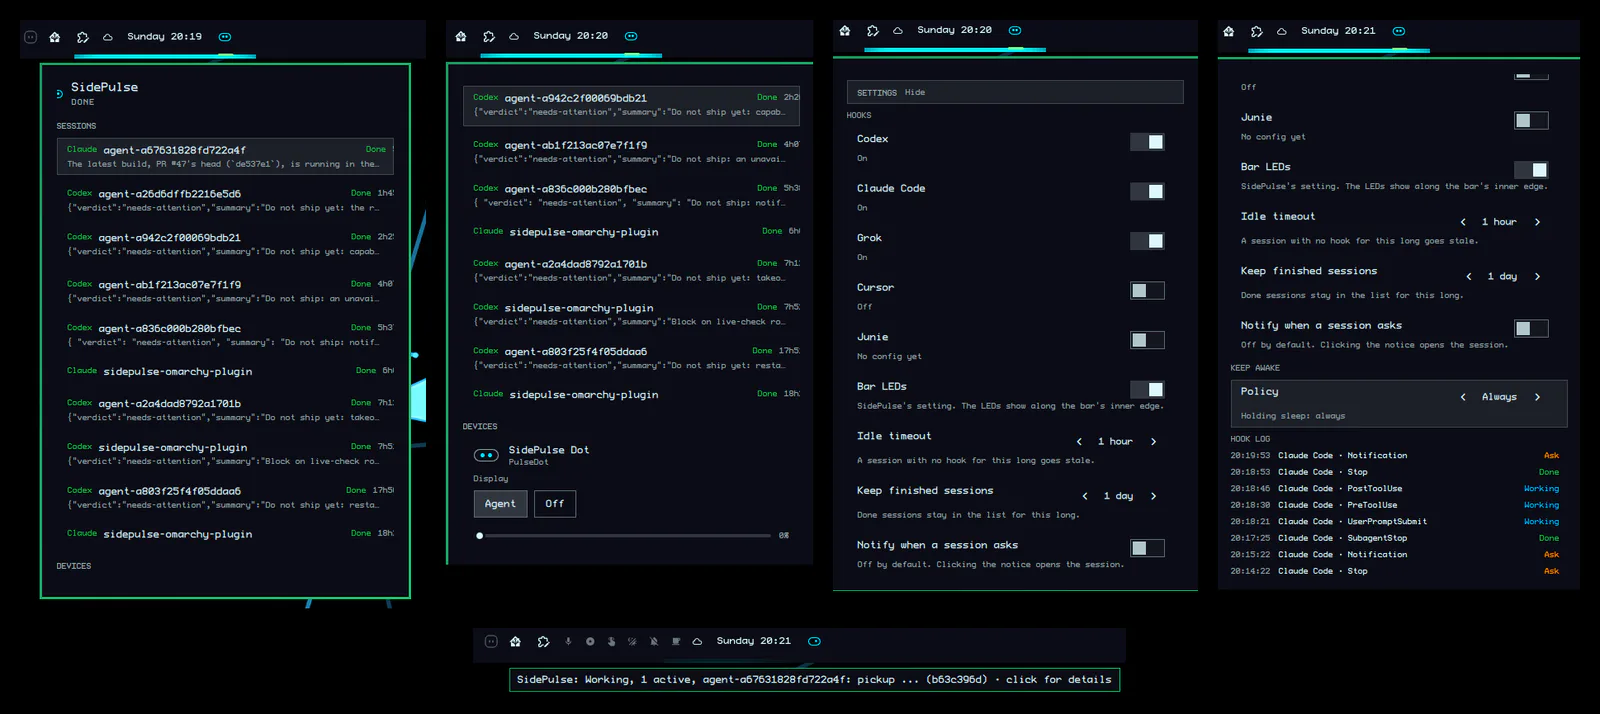 Sunday 20:19
SidePulse
DONE
SESSIONS
Claude agent-a67631828fd722a4f Done
The latest build, PR #47's head (`de537e1`), is running in the…
Codex agent-a26d6dffb2216e5d6 Done 1h4
{"verdict":"needs-attention","summary":"Do not ship yet: the r…
Codex agent-a942c2f00069bdb21 Done 2h2
{"verdict":"needs-attention","summary":"Do not ship yet: capab…
Codex agent-ab1f213ac07e7f1f9 Done 4h0
{"verdict":"needs-attention","summary":"Do not ship: an unavai…
Codex agent-a836c000b280bfbec Done 5h3
{ "verdict": "needs-attention", "summary": "Do not ship: notif…
Claude sidepulse-omarchy-plugin Done 6h
Codex agent-a2a4dad8792a1701b Done 7h1
{"verdict":"needs-attention","summary":"Do not ship yet: takeo…
Codex sidepulse-omarchy-plugin Done 7h5
{"verdict":"needs-attention","summary":"Block on live-check ro…
Codex agent-a803f25f4f05ddaa6 Done 17h5
{"verdict":"needs-attention","summary":"Do not ship yet: resta…
Claude sidepulse-omarchy-plugin Done 18h
DEVICES
Sunday 20:20
Codex agent-a942c2f00069bdb21 Done 2h2
{"verdict":"needs-attention","summary":"Do not ship yet: capab…
Codex agent-ab1f213ac07e7f1f9 Done 4h0
{"verdict":"needs-attention","summary":"Do not ship: an unavai…
Codex agent-a836c000b280bfbec Done 5h3
{ "verdict": "needs-attention", "summary": "Do not ship: notif…
Claude sidepulse-omarchy-plugin Done 6h
Codex agent-a2a4dad8792a1701b Done 7h1
{"verdict":"needs-attention","summary":"Do not ship yet: takeo…
Codex sidepulse-omarchy-plugin Done 7h5
{"verdict":"needs-attention","summary":"Block on live-check ro…
Codex agent-a803f25f4f05ddaa6 Done 17h5
{"verdict":"needs-attention","summary":"Do not ship yet: resta…
Claude sidepulse-omarchy-plugin Done 18h
DEVICES
SidePulse Dot
PulseDot
Display
Agent Off
0%
Sunday 20:20
SETTINGS Hide
HOOKS
Codex
On
Claude Code
On
Grok
On
Cursor
Off
Junie
No config yet
Bar LEDs
SidePulse's setting. The LEDs show along the bar's inner edge.
Idle timeout < 1 hour >
A session with no hook for this long goes stale.
Keep finished sessions < 1 day >
Done sessions stay in the list for this long.
Notify when a session asks
Off by default. Clicking the notice opens the session.
Sunday 20:21
Off
Junie
No config yet
Bar LEDs
SidePulse's setting. The LEDs show along the bar's inner edge.
Idle timeout < 1 hour >
A session with no hook for this long goes stale.
Keep finished sessions < 1 day >
Done sessions stay in the list for this long.
Notify when a session asks
Off by default. Clicking the notice opens the session.
KEEP AWAKE
Policy < Always >
Holding sleep: always
HOOK LOG
20:19:53 Claude Code · Notification Ask
20:18:53 Claude Code · Stop Done
20:18:46 Claude Code · PostToolUse Working
20:18:30 Claude Code · PreToolUse Working
20:18:21 Claude Code · UserPromptSubmit Working
20:17:25 Claude Code · SubagentStop Done
20:15:22 Claude Code · Notification Ask
20:14:22 Claude Code · Stop Ask
Sunday 20:21
SidePulse: Working, 1 active, agent-a67631828fd722a4f: pickup ... (b63c396d) · click for details